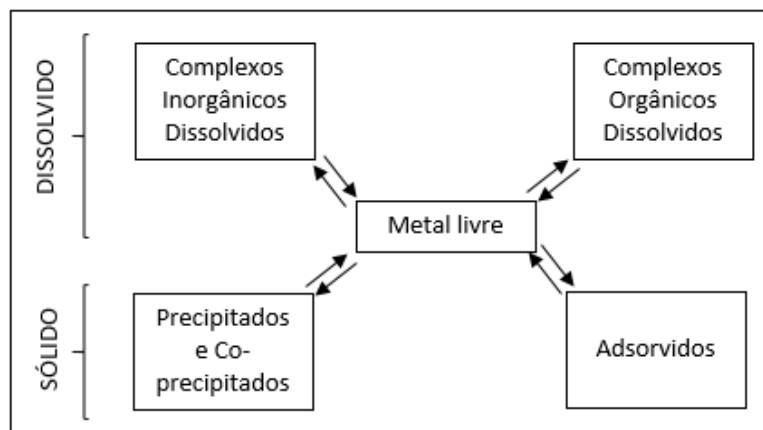 DISSOLVIDO
Complexos
Inorgânicos
Dissolvidos
Complexos
Orgânicos
Dissolvidos
Metal livre
SÓLIDO
Precipitados
e Co-
precipitados
Adsorvidos